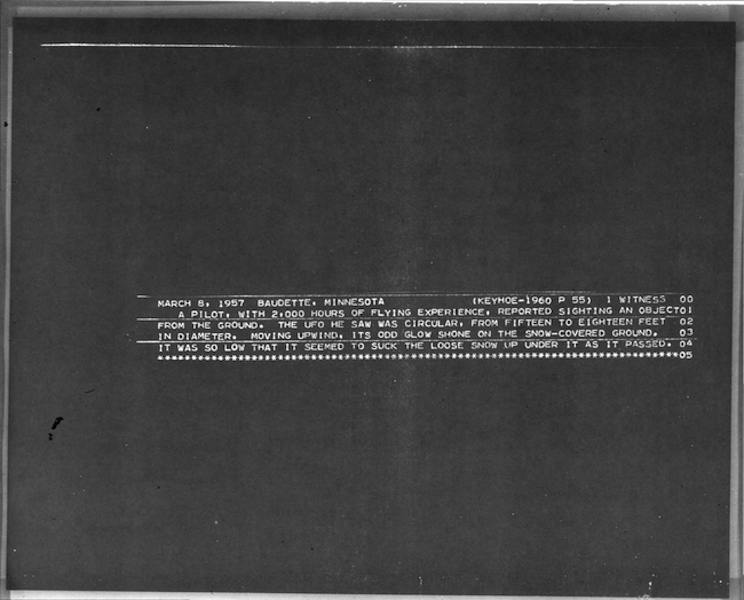 MARCH 8, 1957 BAUDETTE, MINNESOTA (KEYHOE-1960 P 55) 1 WITNESS 00
A PILOT, WITH 2,000 HOURS OF FLYING EXPERIENCE, REPORTED SIGHTING AN OBJECT01
FROM THE GROUND. THE UFO HE SAW WAS CIRCULAR, FROM FIFTEEN TO EIGHTEEN FEET 02
IN DIAMETER. MOVING UPWIND, ITS ODD GLOW SHONE ON THE SNOW-COVERED GROUND. 03
IT WAS SO LOW THAT IT SEEMED TO SUCK THE LOOSE SNOW UP UNDER IT AS IT PASSED. 04
*****************************************************************************05